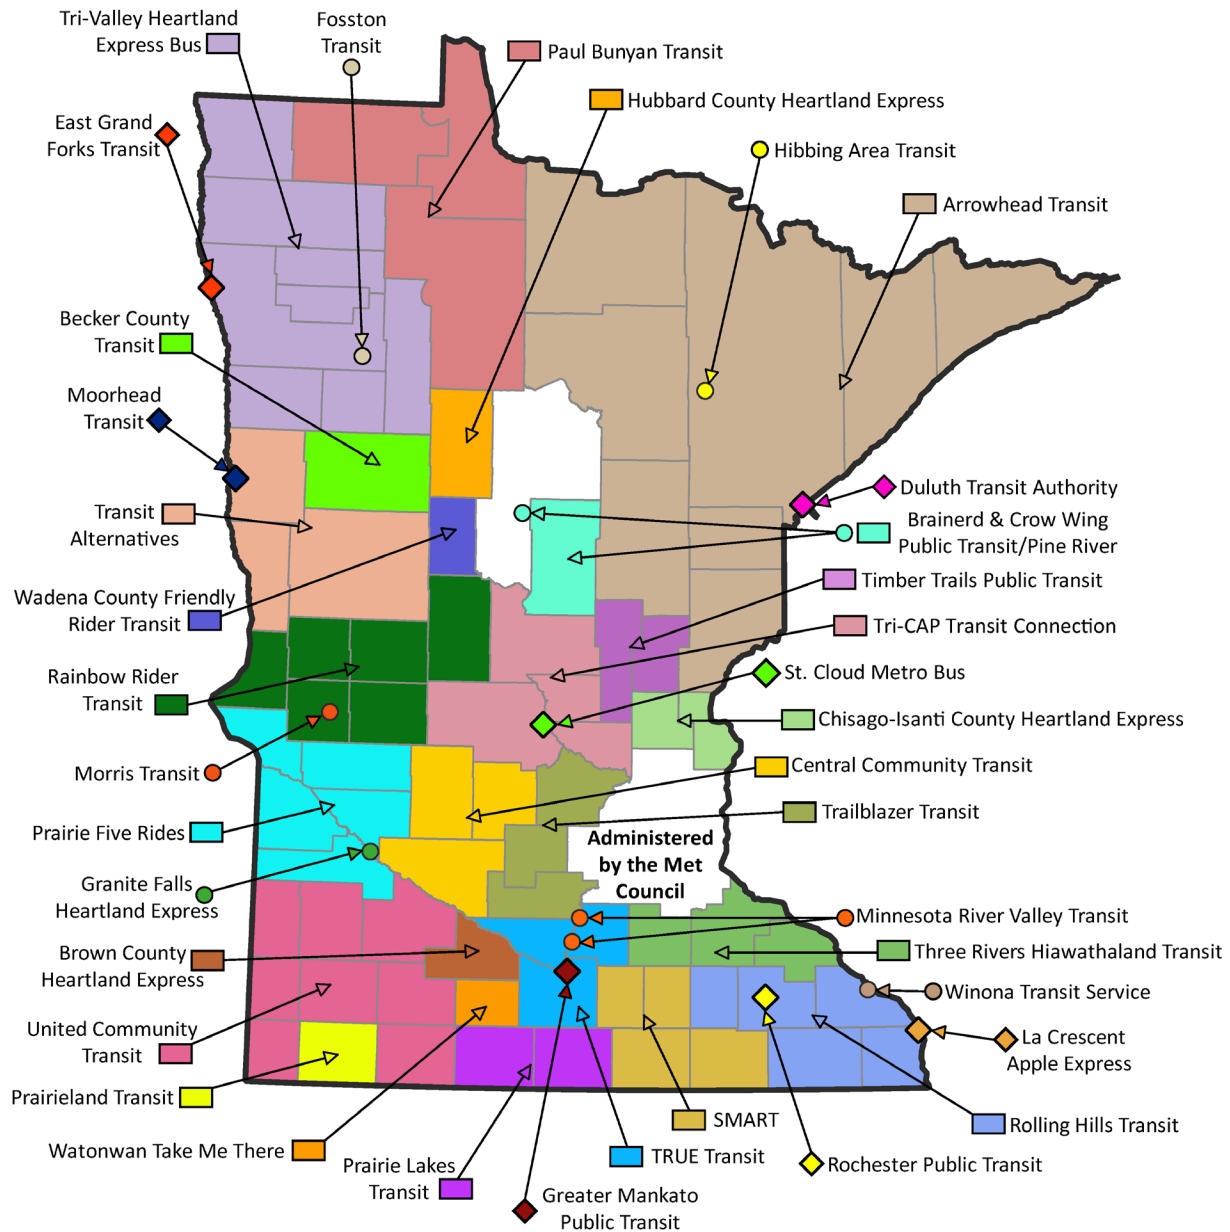 Tri-Valley Heartland
Express Bus
Fosston
Transit
Paul Bunyan Transit
Hubbard County Heartland Express
East Grand
Forks Transit
Hibbing Area Transit
Arrowhead Transit
Becker County
Transit
Moorhead
Transit
Duluth Transit Authority
Transit
Alternatives
Brainerd & Crow Wing
Public Transit/Pine River
Timber Trails Public Transit
Wadena County Friendly
Rider Transit
Tri-CAP Transit Connection
Rainbow Rider
Transit
St. Cloud Metro Bus
Chisago-Isanti County Heartland Express
Morris Transit
Central Community Transit
Prairie Five Rides
Trailblazer Transit
Administered
by the Met
Council
Granite Falls
Heartland Express
Minnesota River Valley Transit
Brown County
Heartland Express
Three Rivers Hiawathaland Transit
Winona Transit Service
United Community
Transit
La Crescent
Apple Express
Prairieland Transit
SMART
Rolling Hills Transit
Watonwan Take Me There
TRUE Transit
Prairie Lakes
Transit
Rochester Public Transit
Greater Mankato
Public Transit